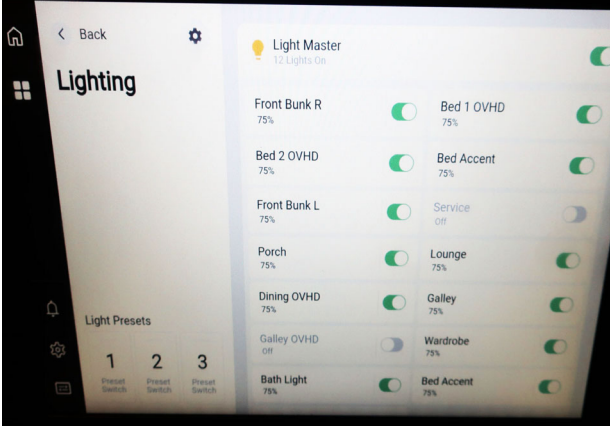 Back
Lighting
Light Master
12 Lights On
Front Bunk R
75%
Bed 1 OVHD
75%
Bed 2 OVHD
75%
Bed Accent
75%
Front Bunk L
75%
Service
Off
Porch
75%
Lounge
75%
Dining OVHD
75%
Galley
75%
Galley OVHD
Off
Wardrobe
75%
Bath Light
75%
Bed Accent
75%
Light Presets
1
Preset
Switch
2
Preset
Switch
3
Preset
Switch